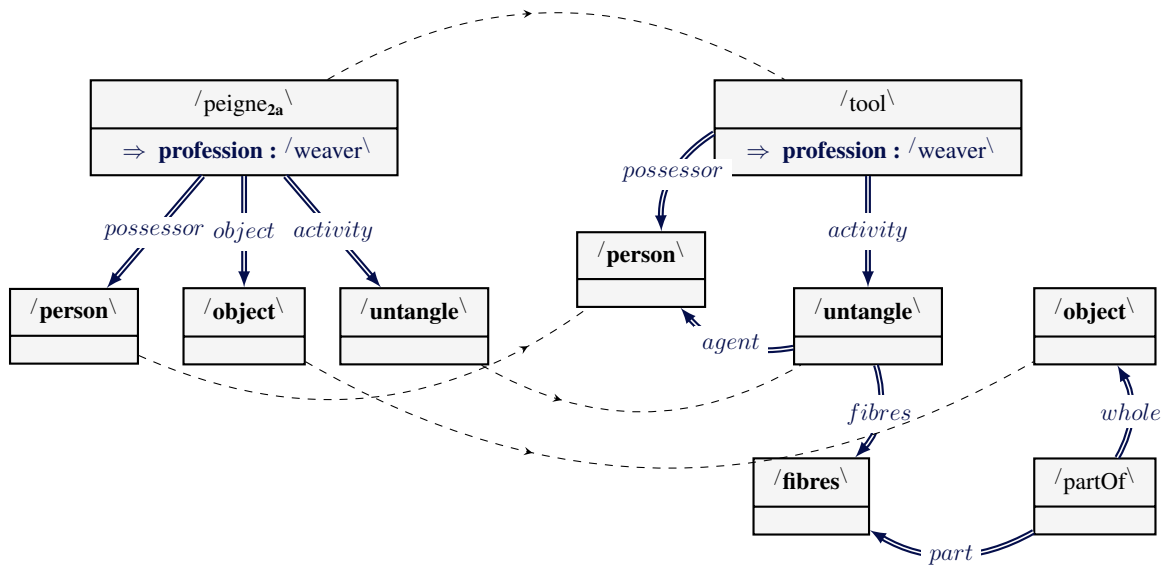 /peigne2a\
⇒ profession : /weaver\
possessor object activity
/person\
/object\
/untangle\
/tool\
⇒ profession : /weaver\
possessor
activity
/person\
/untangle\
/object\
agent
fibres
whole
/fibres\
/partOf\
part